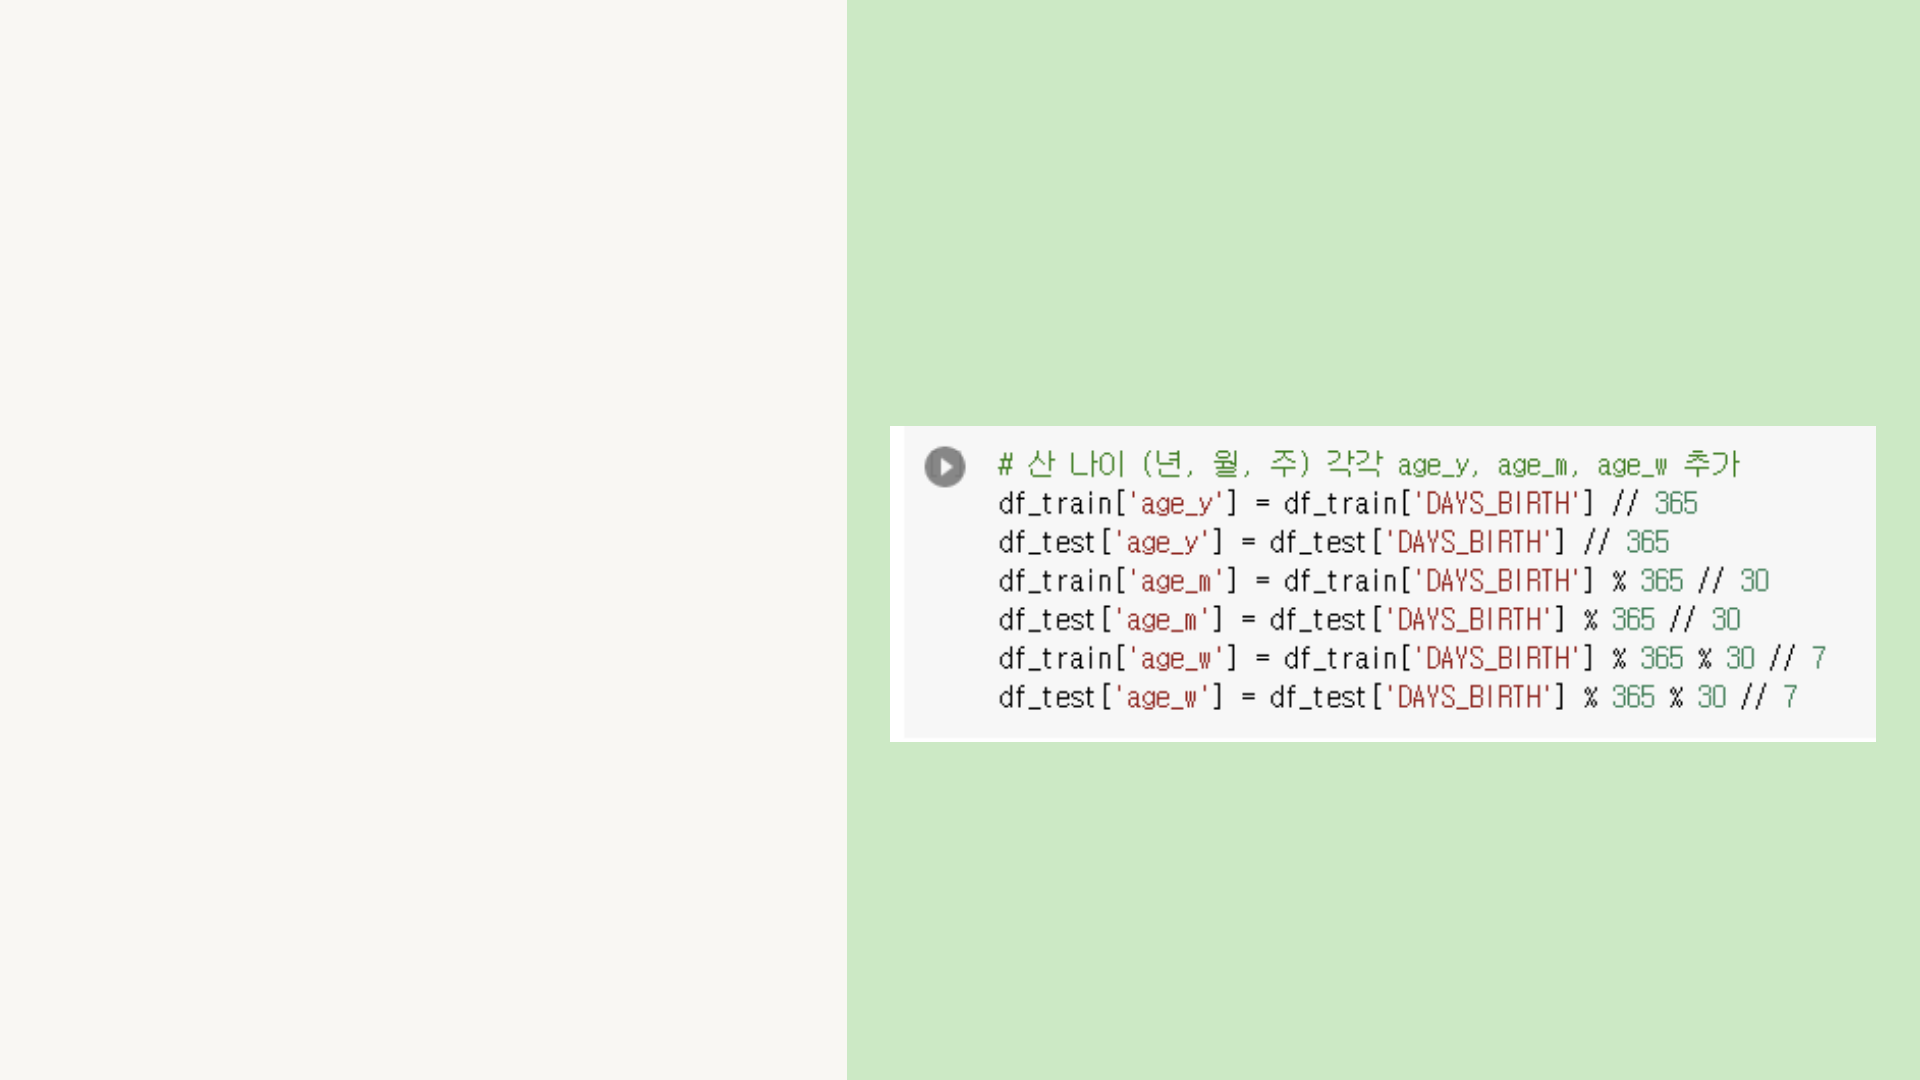 # 산 나이 (년, 월, 주) 각각 age_y, age_m, age_w 추가
df_train['age_y'] = df_train['DAYS_BIRTH'] // 365
df_test['age_y'] = df_test['DAYS_BIRTH'] // 365
df_train['age_m'] = df_train['DAYS_BIRTH'] % 365 // 30
df_test['age_m'] = df_test['DAYS_BIRTH'] % 365 // 30
df_train['age_w'] = df_train['DAYS_BIRTH'] % 365 % 30 // 7
df_test['age_w'] = df_test['DAYS_BIRTH'] % 365 % 30 // 7